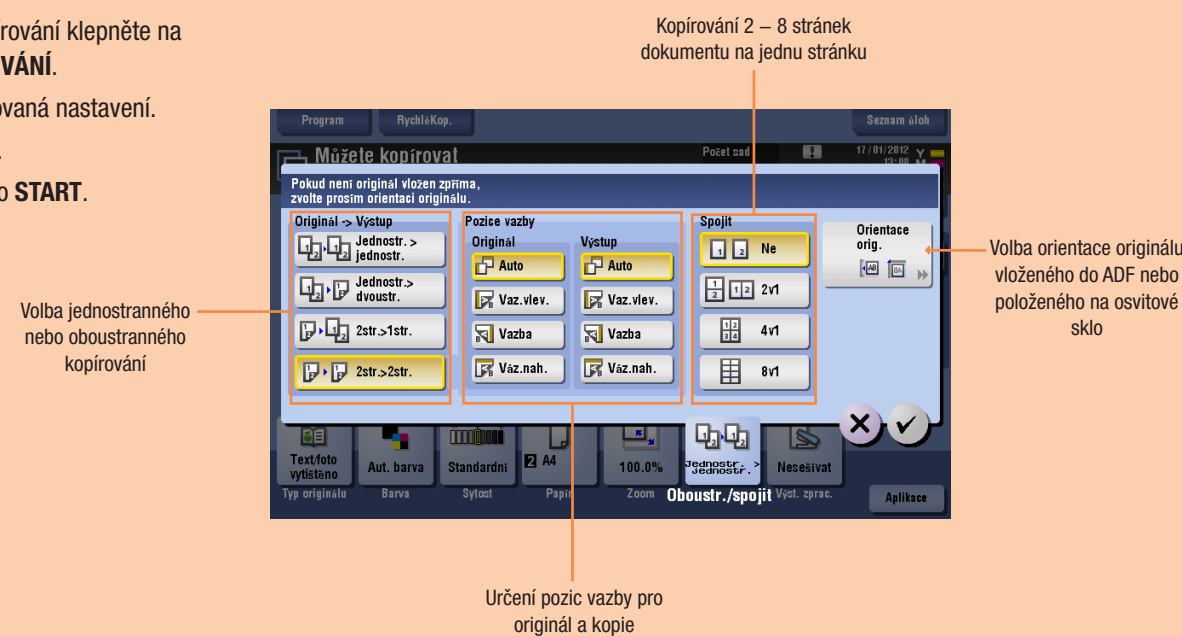 rování klepněte na
VÁNÍ.
ovaná nastavení.
.
o START.
Kopírování 2 – 8 stránek
dokumentu na jednu stránku
Program
RychléKop.
Seznam úloh
Můžete kopírovat
Počet sad
17/01/2012
13:08
Y
M
Pokud není originál vložen zpříma,
zvolte prosím orientaci originálu.
Originál -> Výstup
Jednostr. >
jednostr.
Jednostr.>
dvoustr.
2str.>1str.
2str.>2str.
Pozice vazby
Originál
Výstup
Auto
Auto
Vaz.vlev.
Vaz.vlev.
Vazba
Vazba
Váz.nah.
Váz.nah.
Spojit
Ne
2v1
4v1
8v1
Orientace
orig.
Volba jednostranného
nebo oboustranného
kopírování
Volba orientace originálu
vloženého do ADF nebo
položeného na osvitové
sklo
Text/foto
vytištěno
Aut. barva
Standardní
2 A4
100.0%
Jednostr. >
Jednostr.
Nesešívat
Typ originálu
Barva
Sytost
Papír
Zoom
Oboustr./spojit
Výst. zprac.
Aplikace
Určení pozic vazby pro
originál a kopie